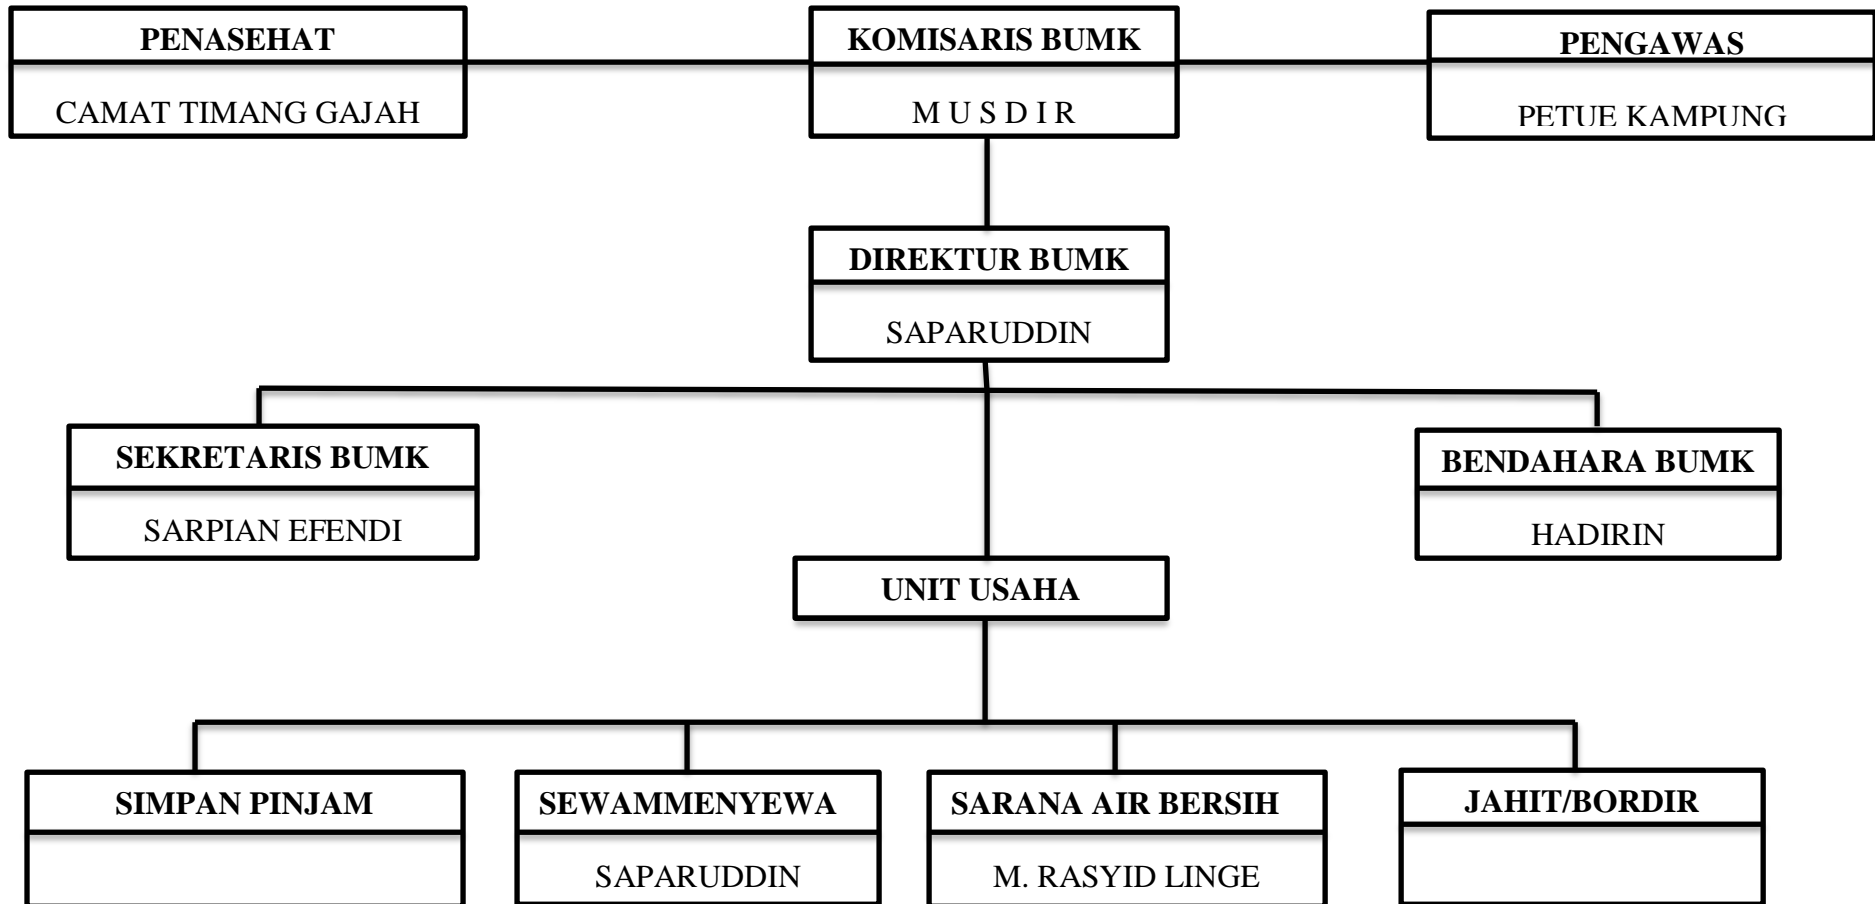 PENASEHAT
CAMAT TIMANG GAJAH
KOMISARIS BUMK
M U S D I R
PENGAWAS
PETUE KAMPUNG
DIREKTUR BUMK
SAPARUDDIN
SEKRETARIS BUMK
SARPIAN EFENDI
BENDAHARA BUMK
HADIRIN
UNIT USAHA
SIMPAN PINJAM
SEWAMMENYEWA
SAPARUDDIN
SARANA AIR BERSIH
M. RASYID LINGE
JAHIT/BORDIR